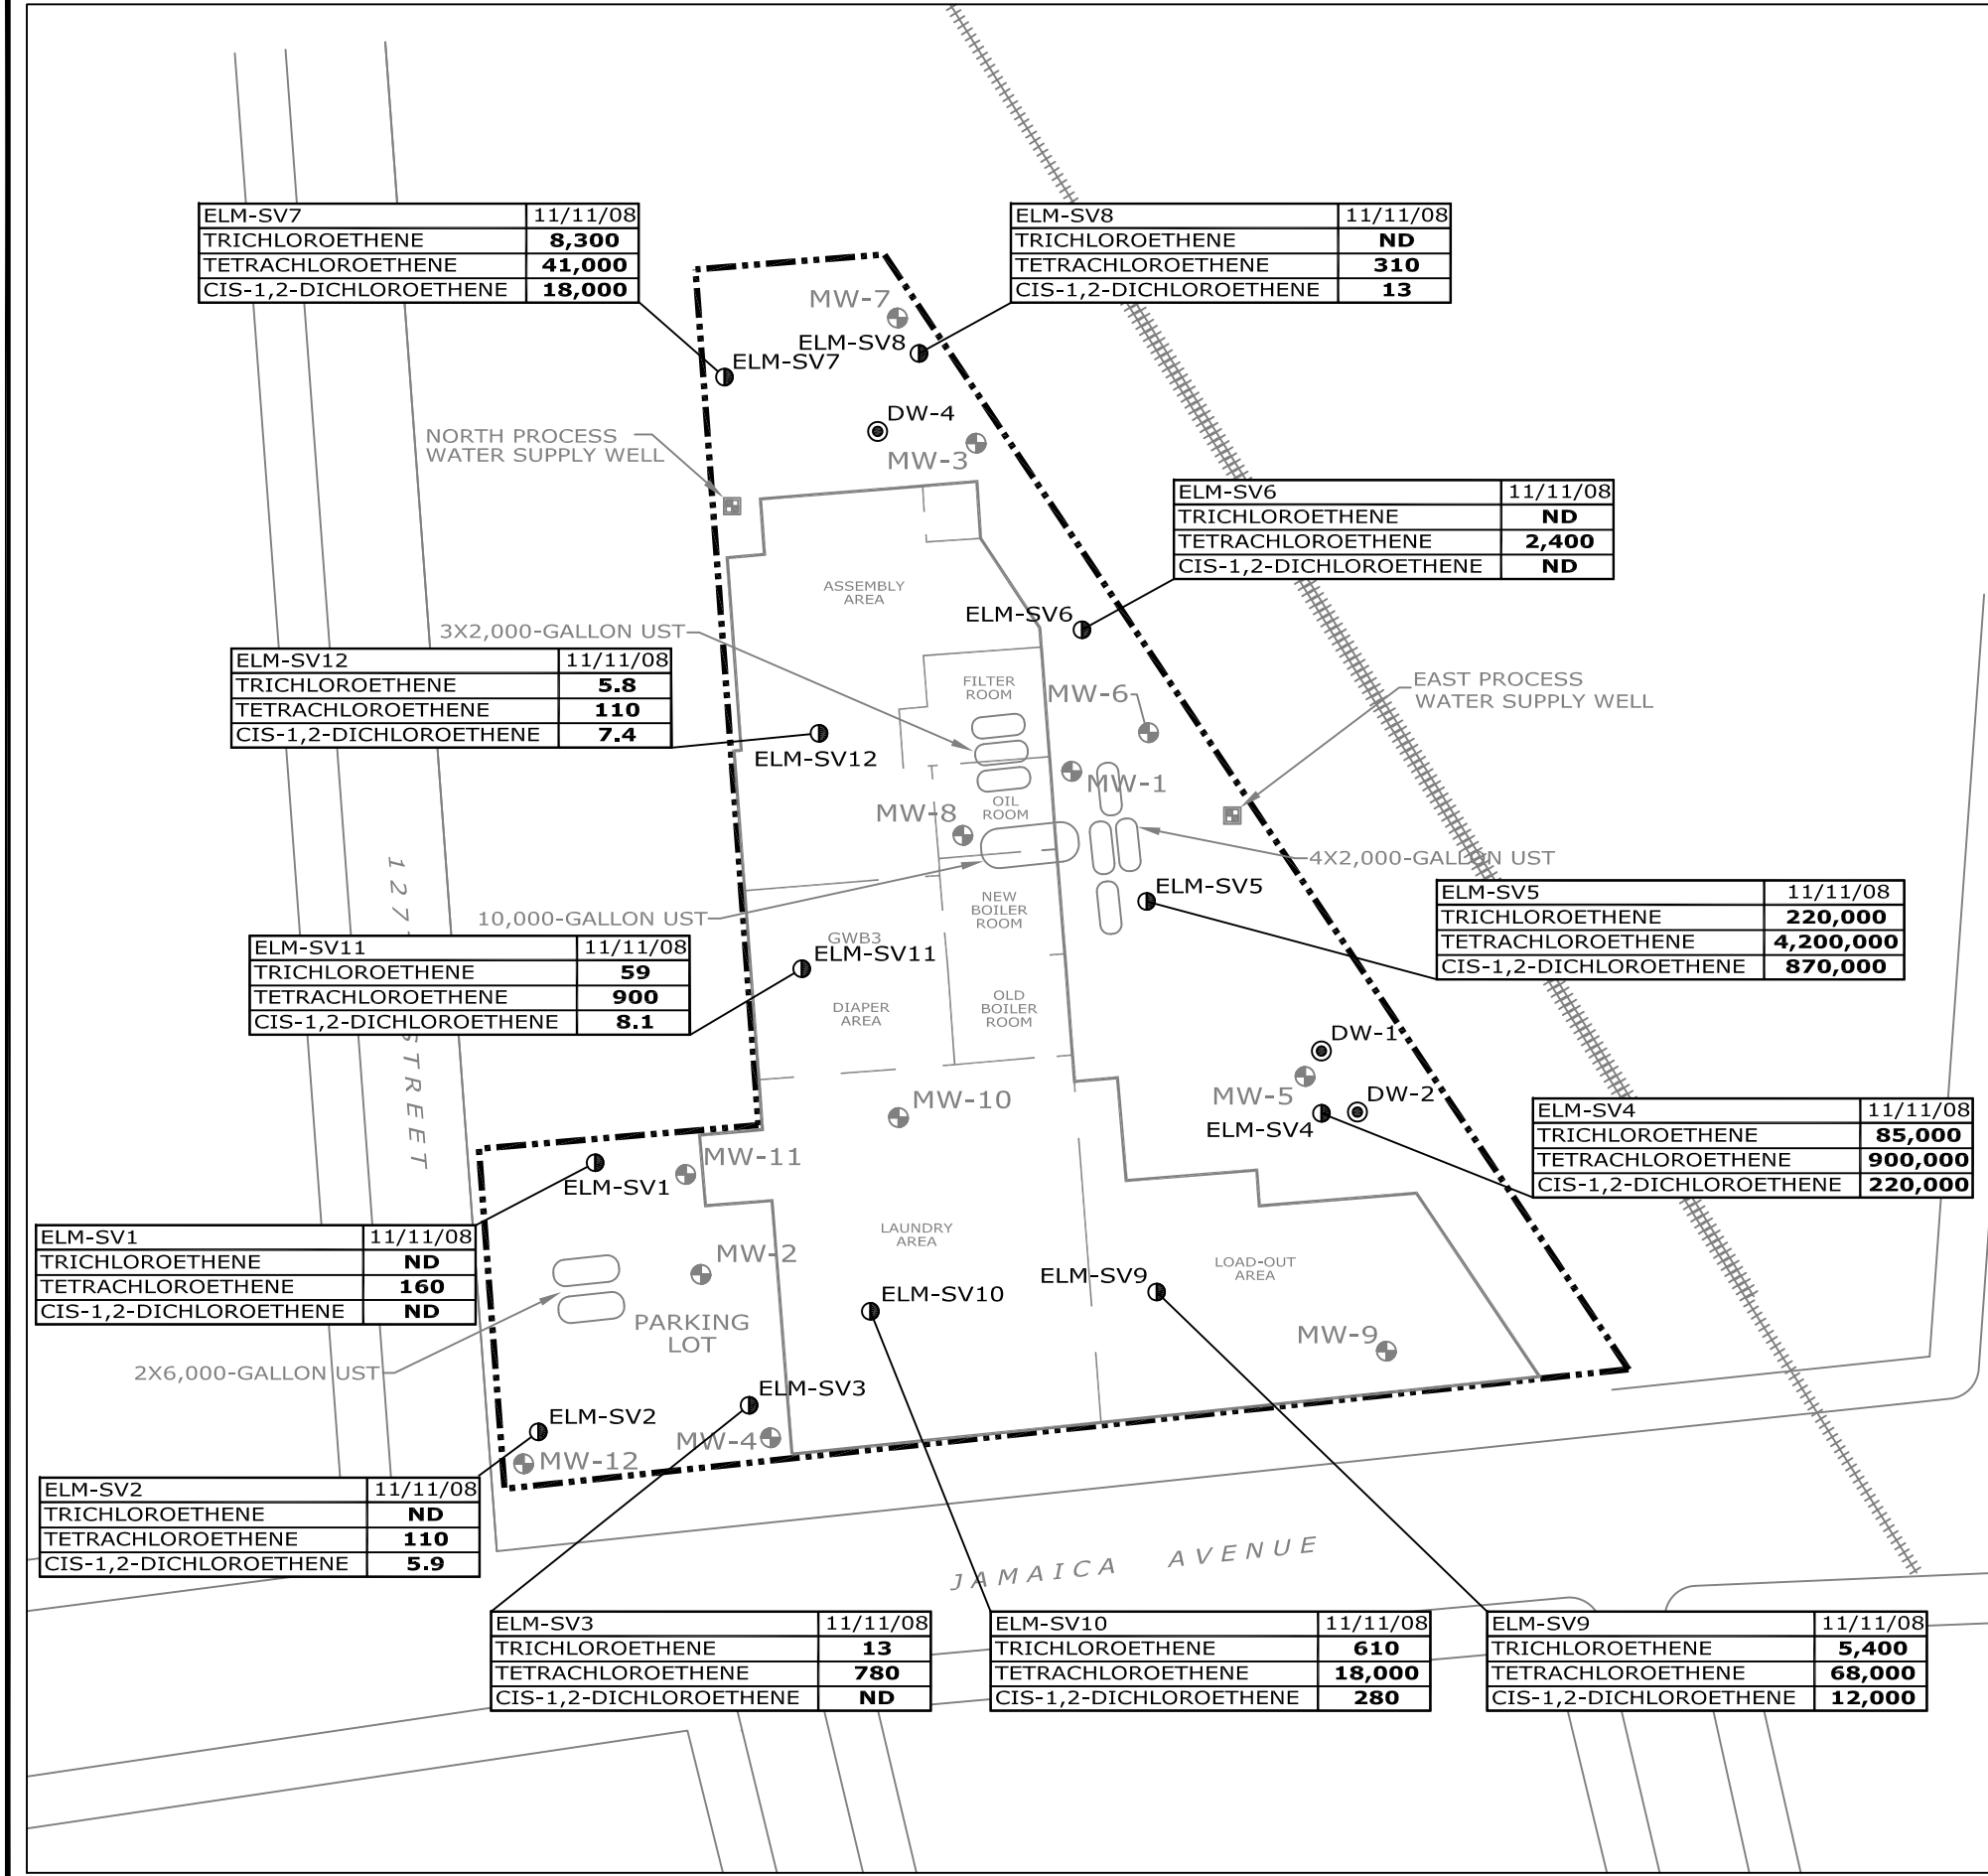 ELM-SV7 11/11/08
TRICHLOROETHENE 8,300
TETRACHLOROETHENE 41,000
CIS-1,2-DICHLOROETHENE 18,000
ELM-SV8 11/11/08
TRICHLOROETHENE ND
TETRACHLOROETHENE 310
CIS-1,2-DICHLOROETHENE 13
MW-7
ELM-SV8
ELM-SV7
DW-4
MW-3
NORTH PROCESS
WATER SUPPLY WELL
ELM-SV6 11/11/08
TRICHLOROETHENE ND
TETRACHLOROETHENE 2,400
CIS-1,2-DICHLOROETHENE ND
ASSEMBLY
AREA
ELM-SV6
3X2,000-GALLON UST
ELM-SV12 11/11/08
TRICHLOROETHENE 5.8
TETRACHLOROETHENE 110
CIS-1,2-DICHLOROETHENE 7.4
FILTER
ROOM
MW-6
EAST PROCESS
WATER SUPPLY WELL
ELM-SV12
MW-1
OIL
ROOM
MW-8
4X2,000-GALLON UST
ELM-SV5
ELM-SV5 11/11/08
TRICHLOROETHENE 220,000
TETRACHLOROETHENE 4,200,000
CIS-1,2-DICHLOROETHENE 870,000
10,000-GALLON UST
NEW
BOILER
ROOM
GWB3
ELM-SV11
ELM-SV11 11/11/08
TRICHLOROETHENE 59
TETRACHLOROETHENE 900
CIS-1,2-DICHLOROETHENE 8.1
DIAPER
AREA
OLD
BOILER
ROOM
127 STREET
DW-1
MW-5
DW-2
ELM-SV4
ELM-SV4 11/11/08
TRICHLOROETHENE 85,000
TETRACHLOROETHENE 900,000
CIS-1,2-DICHLOROETHENE 220,000
MW-10
MW-11
ELM-SV1
ELM-SV1 11/11/08
TRICHLOROETHENE ND
TETRACHLOROETHENE 160
CIS-1,2-DICHLOROETHENE ND
LAUNDRY
AREA
MW-2
ELM-SV9
LOAD-OUT
AREA
ELM-SV10
PARKING
LOT
MW-9
2X6,000-GALLON UST
ELM-SV3
ELM-SV2
MW-4
MW-12
ELM-SV2 11/11/08
TRICHLOROETHENE ND
TETRACHLOROETHENE 110
CIS-1,2-DICHLOROETHENE 5.9
JAMAICA AVENUE
ELM-SV3 11/11/08
TRICHLOROETHENE 13
TETRACHLOROETHENE 780
CIS-1,2-DICHLOROETHENE ND
ELM-SV10 11/11/08
TRICHLOROETHENE 610
TETRACHLOROETHENE 18,000
CIS-1,2-DICHLOROETHENE 280
ELM-SV9 11/11/08
TRICHLOROETHENE 5,400
TETRACHLOROETHENE 68,000
CIS-1,2-DICHLOROETHENE 12,000